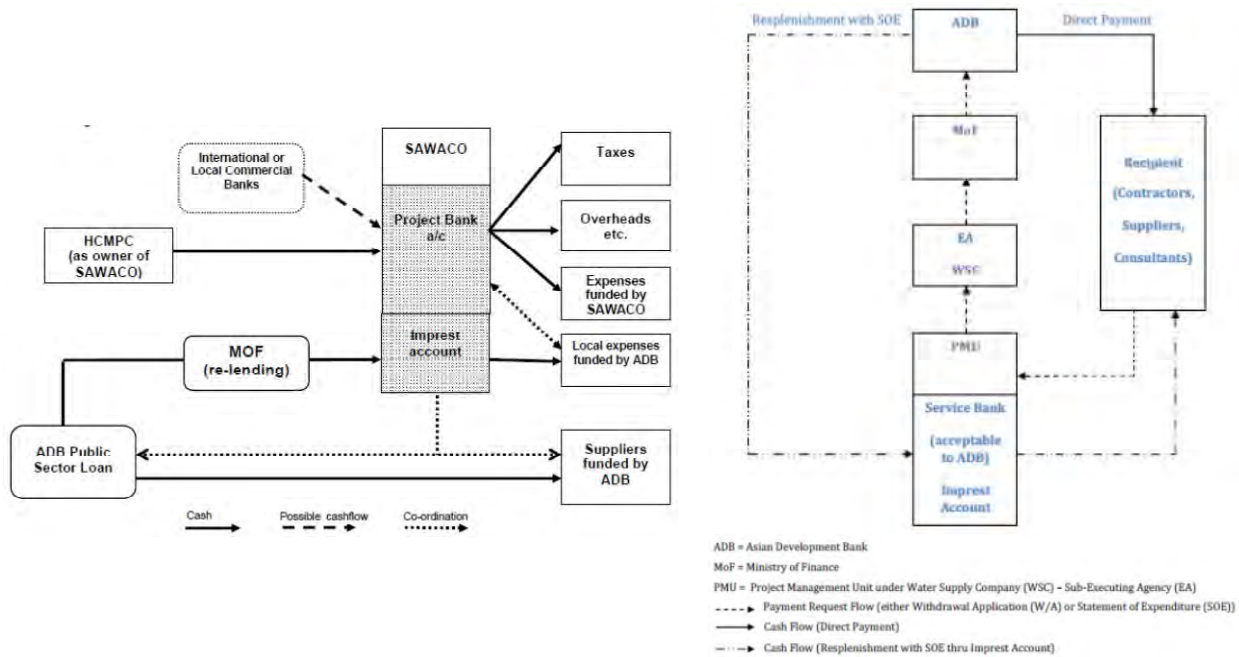 International or
Local Commercial
Banks
HCMPC
(as owner of
SAWACO)
MOF
(re-lending)
ADB Public
Sector Loan
SAWACO
Project Bank
a/c
Imprest
account
Taxes
Overheads
etc.
Expenses
funded by
SAWACO
Local expenses
funded by ADB
Suppliers
funded by
ADB
Cash
Possible cashflow
Co-ordination
Resplenishment with SOE
ADB
Direct Payment
MoF
EA
WSC
PMU
Service Bank
(acceptable
to ADB)
Imprest
Account
Recipient
(Contractors,
Suppliers,
Consultants)
ADB = Asian Development Bank
MoF = Ministry of Finance
PMU = Project Management Unit under Water Supply Company (WSC) – Sub-Executing Agency (EA)
Payment Request Flow (either Withdrawal Application (W/A) or Statement of Expenditure (SOE))
Cash Flow (Direct Payment)
Cash Flow (Resplenishment with SOE thru Imprest Account)